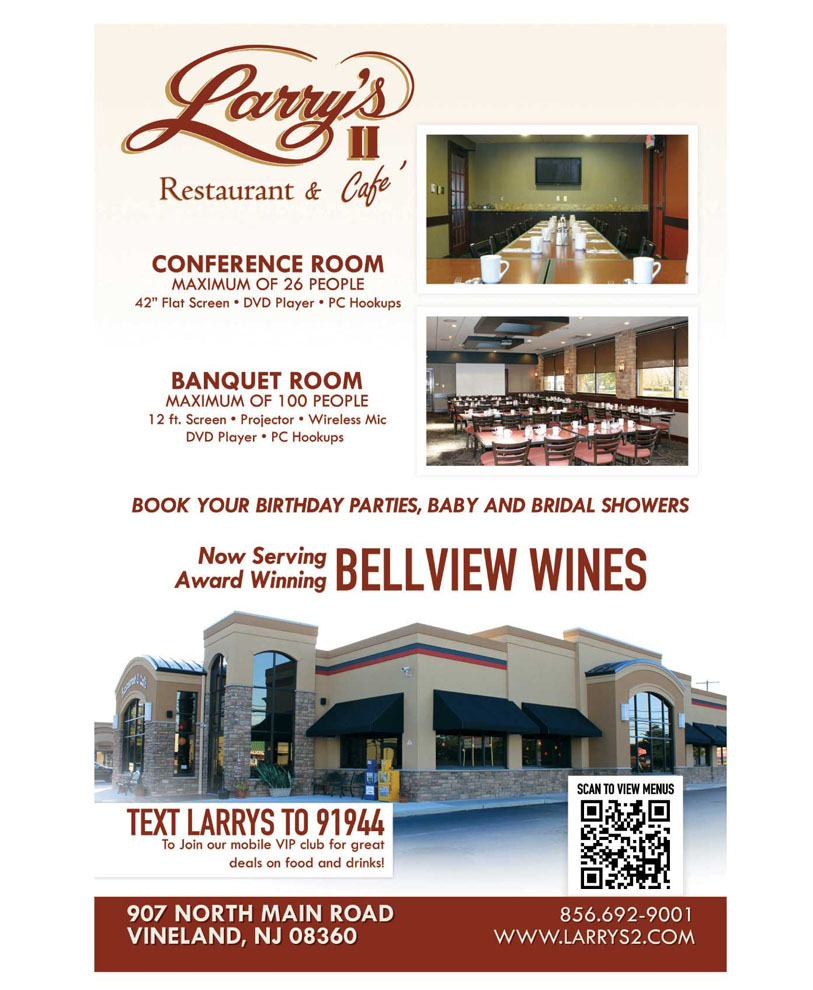 Larry's
II
Restaurant & Cafe'
CONFERENCE ROOM
MAXIMUM OF 26 PEOPLE
42” Flat Screen • DVD Player • PC Hookups
BANQUET ROOM
MAXIMUM OF 100 PEOPLE
12 ft. Screen • Projector • Wireless Mic
DVD Player • PC Hookups
BOOK YOUR BIRTHDAY PARTIES, BABY AND BRIDAL SHOWERS
Now Serving
Award Winning BELLVIEW WINES
Restaurant & Cafe
SCAN TO VIEW MENUS
TEXT LARRYS TO 91944
To Join our mobile VIP club for great
deals on food and drinks!
907 NORTH MAIN ROAD
VINELAND, NJ 08360
856.692-9001
WWW.LARRYS2.COM